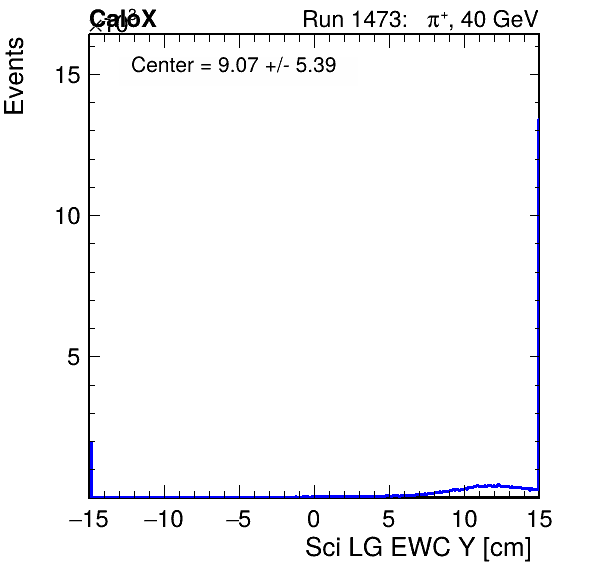 CaloX Run 1473: π⁺, 40 GeV
×10³
Center = 9.07 +/- 5.39
Events
15
10
5
−15 −10 −5 0 5 10 15
Sci LG EWC Y [cm]